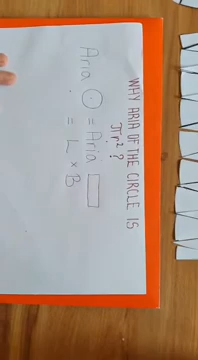 WHY ARIA OF THE CIRCLE IS
πr² ?
Aria ⊙ = Aria ▭
= L × B